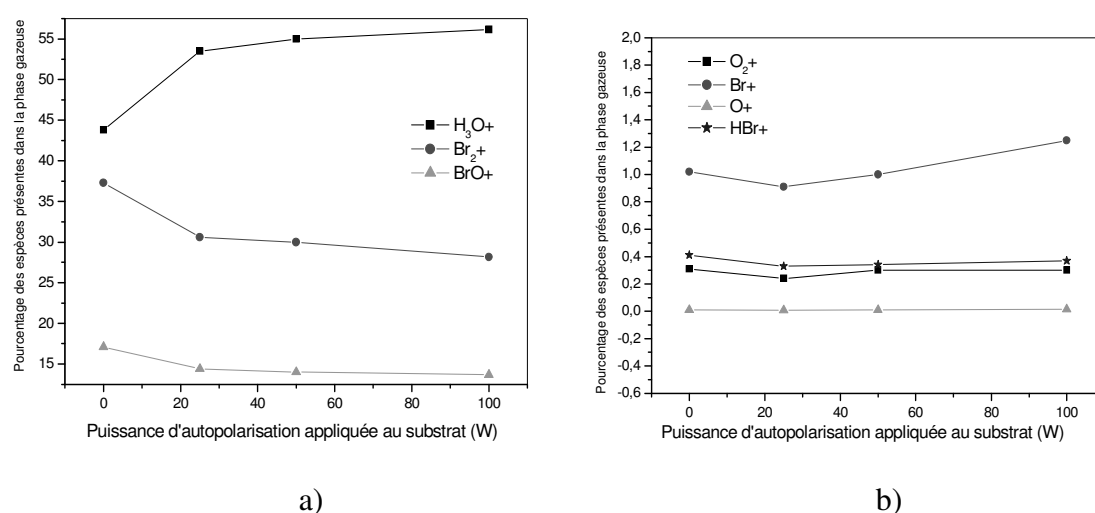 55
50
45
40
35
30
25
20
15
0
20
40
60
80
100
Pourcentage des espèces présentes dans la phase gazeuse
Puissance d'autopolarisation appliquée au substrat (W)
H3O+
Br2+
BrO+
a)
2,0
1,8
1,6
1,4
1,2
1,0
0,8
0,6
0,4
0,2
0,0
-0,2
-0,4
-0,6
0
20
40
60
80
100
Pourcentage des espèces présentes dans la phase gazeuse
Puissance d'autopolarisation appliquée au substrat (W)
O2+
Br+
O+
HBr+
b)